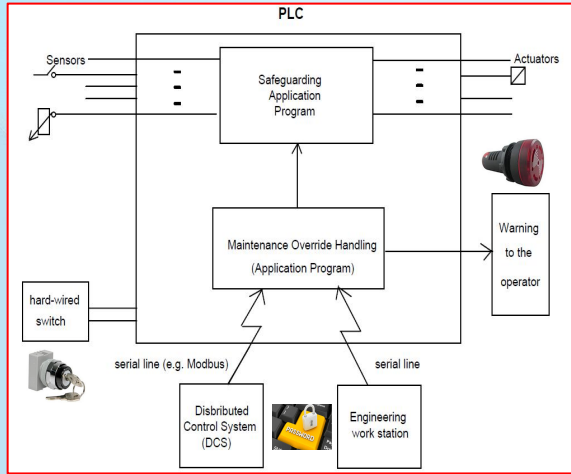 PLC
Sensors
Actuators
Safeguarding
Application
Program
Maintenance Override Handling
(Application Program)
Warning
to the
operator
hard-wired
switch
serial line (e.g. Modbus)
serial line
Disbributed
Control System
(DCS)
PASSWORD
Engineering
work station